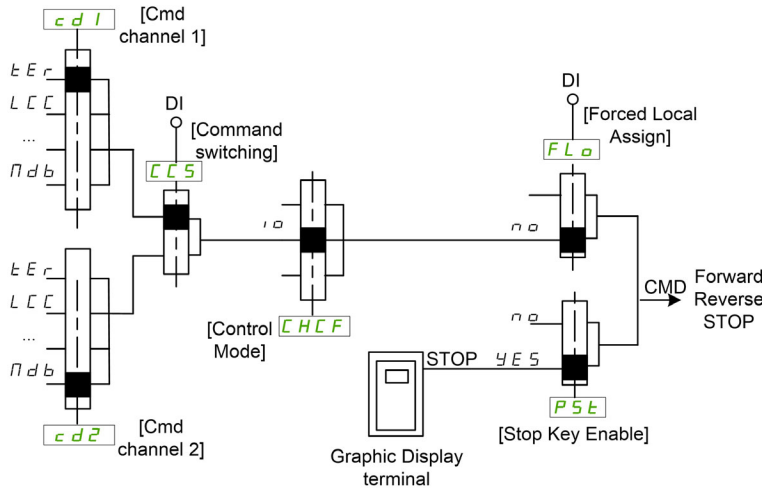 cd1
[Cmd
channel 1]
tEr
LCC
...
Mdb
DI
[Command
switching]
CCS
DI
[Forced Local
Assign]
FLo
io
no
tEr
LCC
...
Mdb
cd2
[Cmd
channel 2]
[Control
Mode]
CHCF
no
CMD
Forward
Reverse
STOP
STOP
YES
PSt
[Stop Key Enable]
Graphic Display
terminal